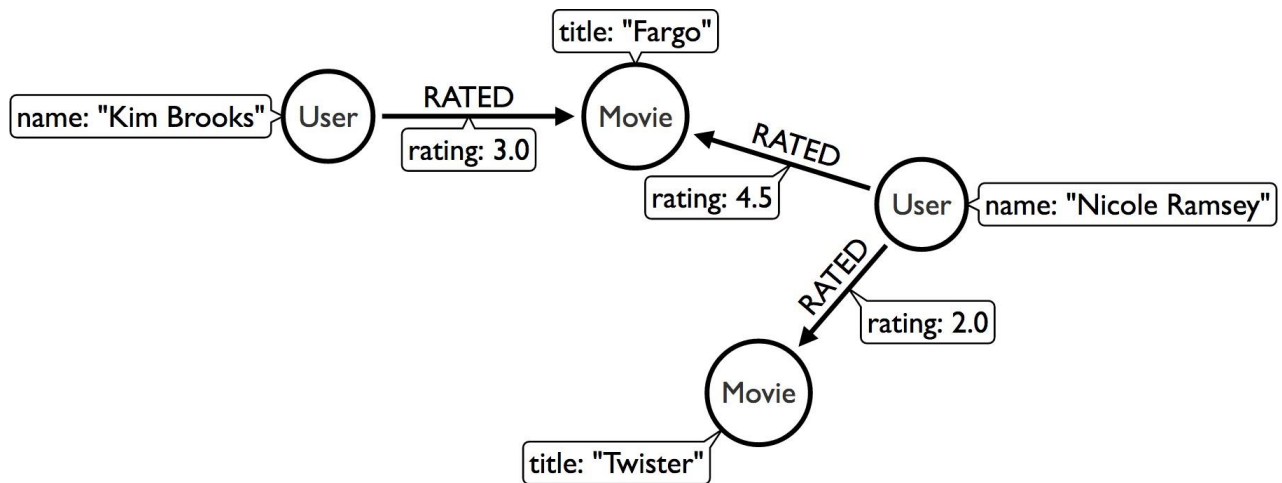 title: "Fargo"
name: "Kim Brooks"
User
RATED
rating: 3.0
Movie
RATED
rating: 4.5
User
name: "Nicole Ramsey"
RATED
rating: 2.0
Movie
title: "Twister"